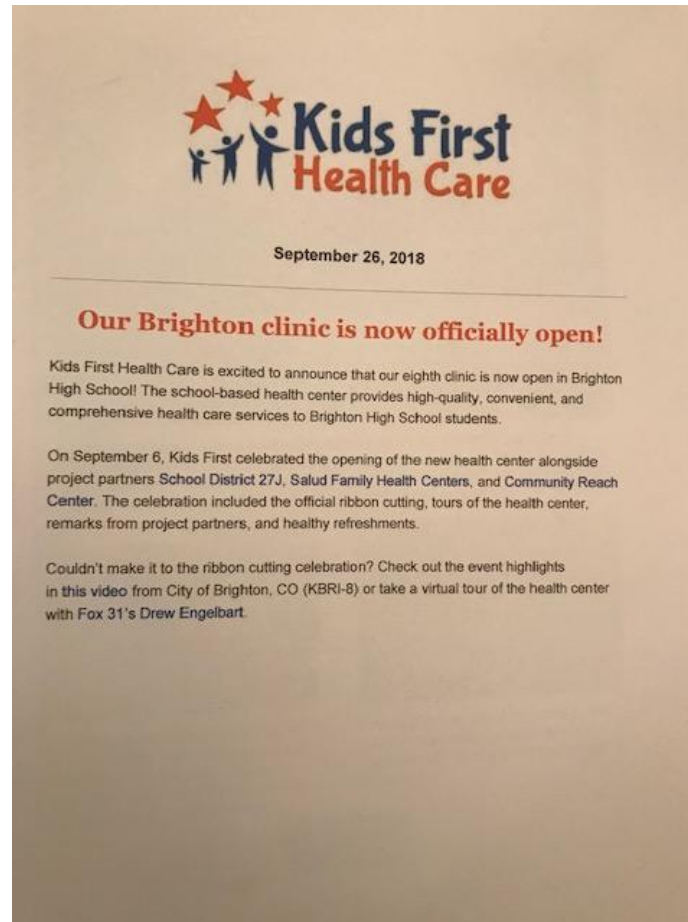 Kids First
Health Care
September 26, 2018
Our Brighton clinic is now officially open!
Kids First Health Care is excited to announce that our eighth clinic is now open in Brighton
High School! The school-based health center provides high-quality, convenient, and
comprehensive health care services to Brighton High School students.
On September 6, Kids First celebrated the opening of the new health center alongside
project partners School District 27J, Salud Family Health Centers, and Community Reach
Center. The celebration included the official ribbon cutting, tours of the health center,
remarks from project partners, and healthy refreshments.
Couldn't make it to the ribbon cutting celebration? Check out the event highlights
in this video from City of Brighton, CO (KBRI-8) or take a virtual tour of the health center
with Fox 31's Drew Engelbart.